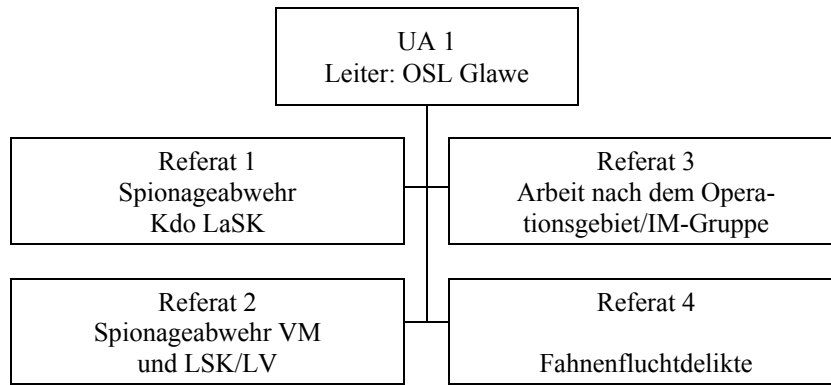 UA 1
Leiter: OSL Glawe
Referat 1
Spionageabwehr
Kdo LaSK
Referat 3
Arbeit nach dem Opera-
tionsgebiet/IM-Gruppe
Referat 2
Spionageabwehr VM
und LSK/LV
Referat 4
Fahnenfluchtdelikte